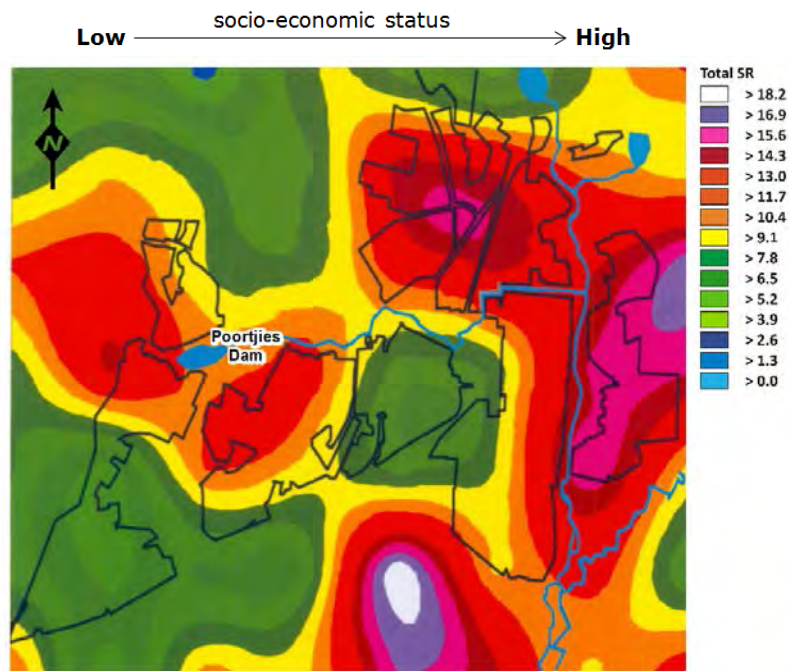 socio-economic status
Low High
Total SR
> 18.2
> 16.9
> 15.6
> 14.3
> 13.0
> 11.7
> 10.4
> 9.1
> 7.8
> 6.5
> 5.2
> 3.9
> 2.6
> 1.3
> 0.0
N
Poortjies
Dam